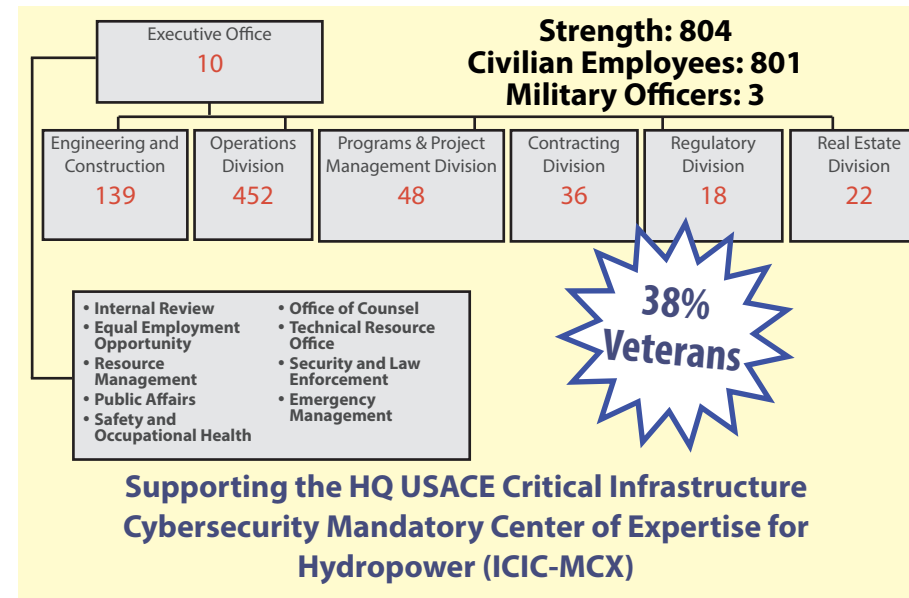 Executive Office
10
Strength: 804
Civilian Employees: 801
Military Officers: 3
Engineering and
Construction
139
Operations
Division
452
Programs & Project
Management Division
48
Contracting
Division
36
Regulatory
Division
18
Real Estate
Division
22
38%
Veterans
• Internal Review
• Equal Employment
Opportunity
• Resource
Management
• Public Affairs
• Safety and
Occupational Health
• Office of Counsel
• Technical Resource
Office
• Security and Law
Enforcement
• Emergency
Management
Supporting the HQ USACE Critical Infrastructure
Cybersecurity Mandatory Center of Expertise for
Hydropower (ICIC-MCX)